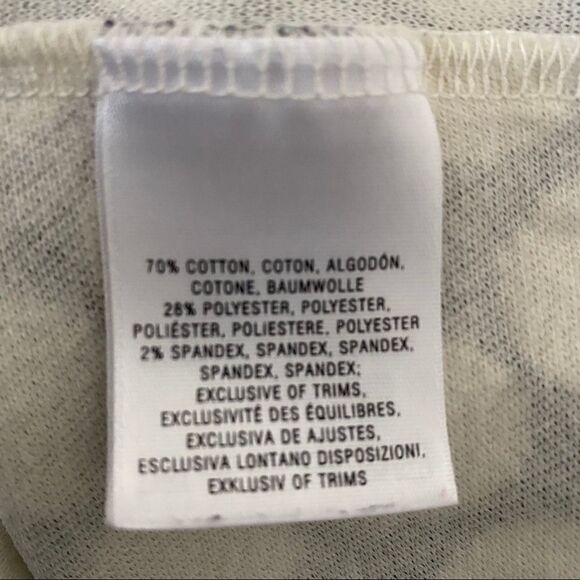 70% COTTON, COTON, ALGODÓN,
COTONE, BAUMWOLLE
28% POLYESTER, POLYESTER,
POLIÉSTER, POLIESTERE, POLYESTER
2% SPANDEX, SPANDEX, SPANDEX,
SPANDEX, SPANDEX;
EXCLUSIVE OF TRIMS,
EXCLUSIVITÉ DES ÉQUILIBRES,
EXCLUSIVA DE AJUSTES,
ESCLUSIVA LONTANO DISPOSIZIONI,
EXKLUSIV OF TRIMS